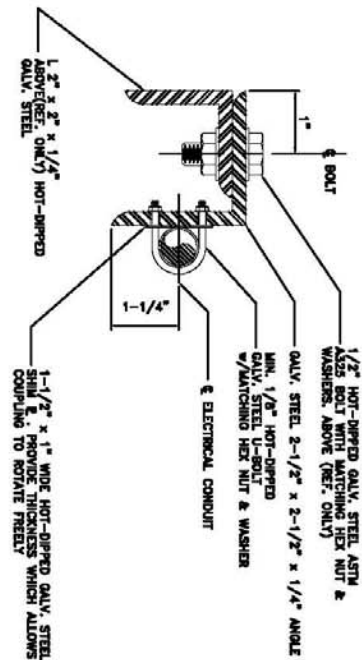 1/2" HOT-DIPPED GALV. STEEL ASTM
A325 BOLT WITH MATCHING HEX NUT &
WASHERS. ABOVE (REF. ONLY)
GALV. STEEL 2-1/2" x 2-1/2" x 1/4" ANGLE
MIN. 1/8" HOT-DIPPED
GALV. STEEL U-BOLT
W/MATCHING HEX NUT & WASHER
℄ ELECTRICAL CONDUIT
1-1/2" x 1" WIDE HOT-DIPPED GALV. STEEL
SHIM ℄. PROVIDE THICKNESS WHICH ALLOWS
COUPLING TO ROTATE FREELY
℄ BOLT
1"
1-1/4"
L 2" x 2" x 1/4"
ABOVE(REF. ONLY) HOT-DIPPED
GALV. STEEL